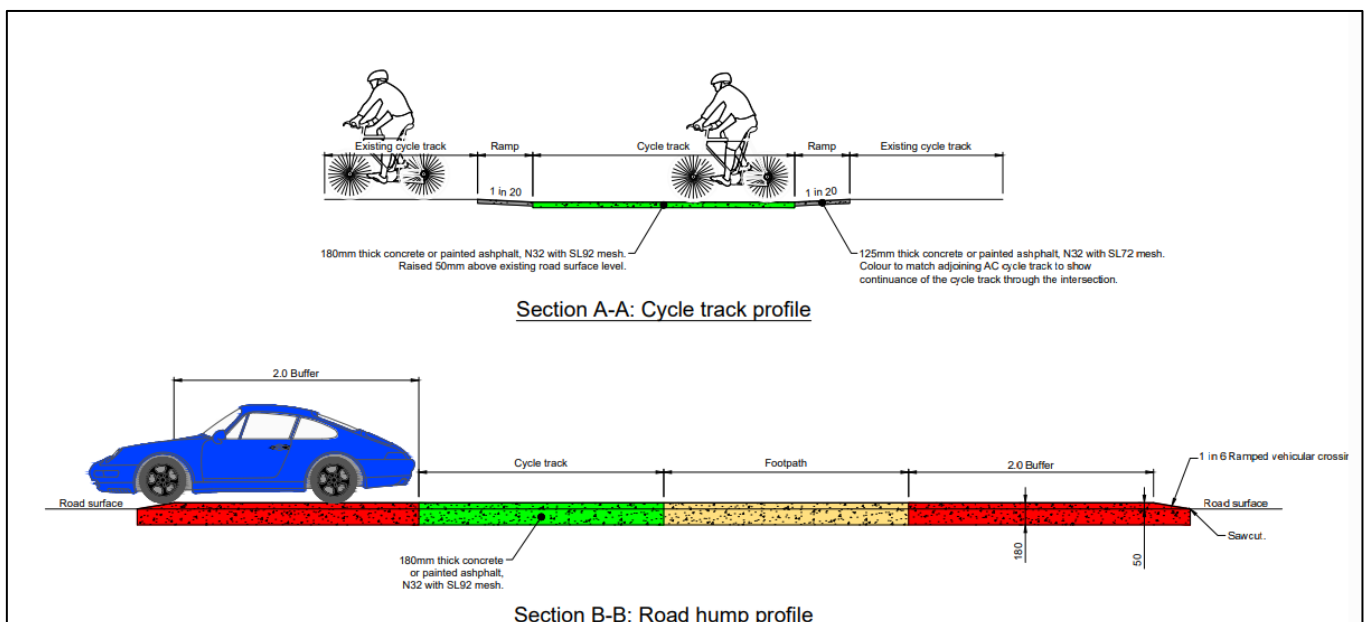 Existing cycle track
Ramp
Cycle track
Ramp
Existing cycle track
1 in 20
1 in 20
180mm thick concrete or painted ashphalt, N32 with SL92 mesh.
Raised 50mm above existing road surface level.
125mm thick concrete or painted ashphalt, N32 with SL72 mesh.
Colour to match adjoining AC cycle track to show
continuance of the cycle track through the intersection.
Section A-A: Cycle track profile
2.0 Buffer
Cycle track
Footpath
2.0 Buffer
1 in 6 Ramped vehicular crossin
Road surface
Road surface
Sawcut.
180mm thick concrete
or painted ashphalt,
N32 with SL92 mesh.
180
50
Section B-B: Road hump profile